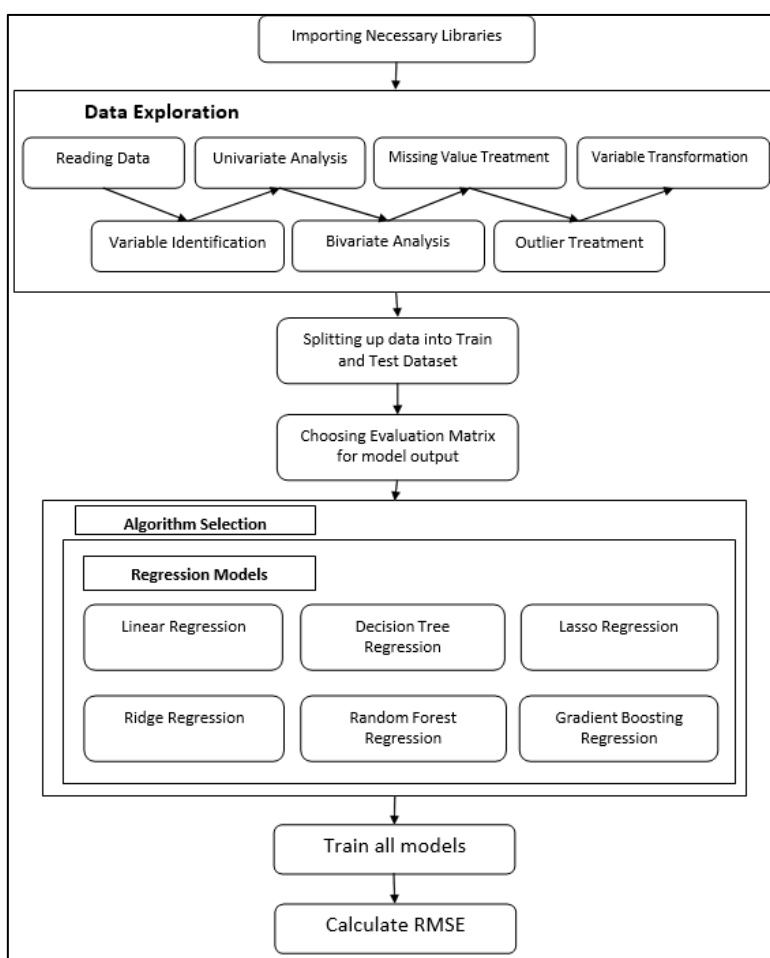 Importing Necessary Libraries
Data Exploration
Reading Data
Univariate Analysis
Missing Value Treatment
Variable Transformation
Variable Identification
Bivariate Analysis
Outlier Treatment
Splitting up data into Train
and Test Dataset
Choosing Evaluation Matrix
for model output
Algorithm Selection
Regression Models
Linear Regression
Decision Tree
Regression
Lasso Regression
Ridge Regression
Random Forest
Regression
Gradient Boosting
Regression
Train all models
Calculate RMSE